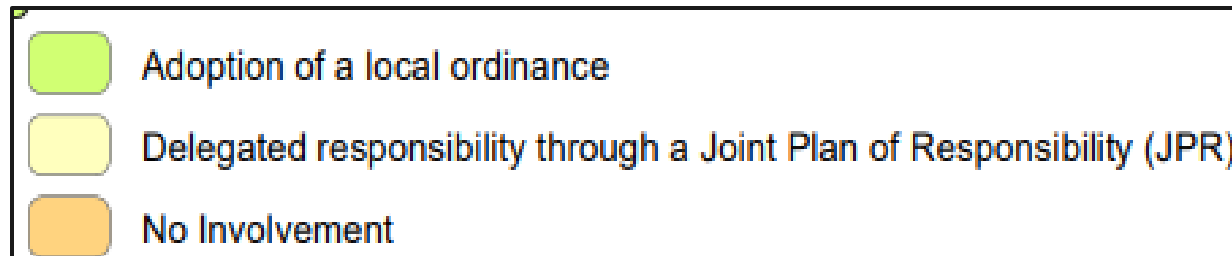 Adoption of a local ordinance
Delegated responsibility through a Joint Plan of Responsibility (JPR)
No Involvement